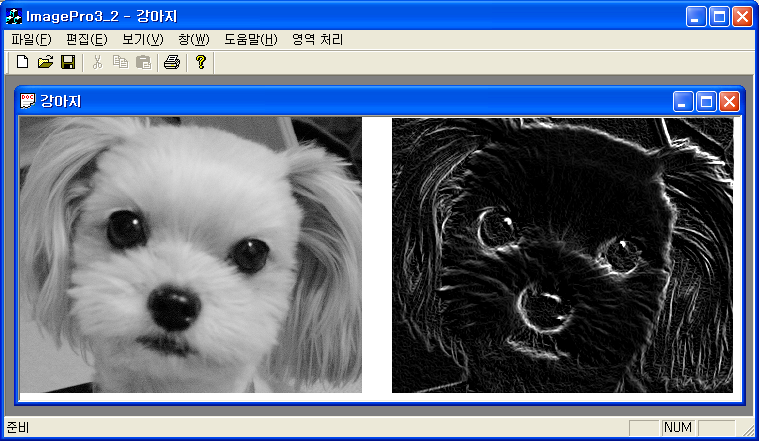 ImagePro3_2 - 강아지
파일(F) 편집(E) 보기(V) 창(W) 도움말(H) 영역 처리
DOC 강아지
준비 NUM